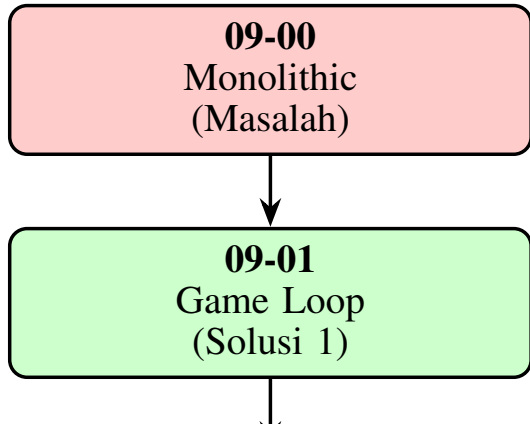 09-00
Monolithic
(Masalah)
09-01
Game Loop
(Solusi 1)